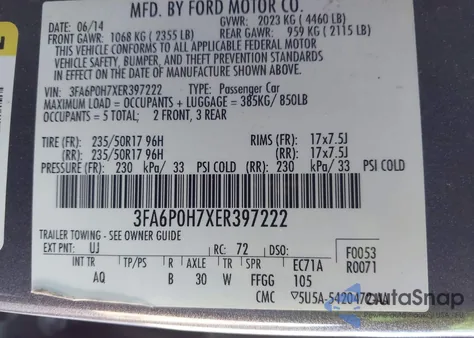 MFD. BY FORD MOTOR CO.
DATE: 06/14 GVWR: 2023 KG (4460 LB)
FRONT GAWR: 1068 KG (2355 LB) REAR GAWR: 959 KG (2115 LB)
THIS VEHICLE CONFORMS TO ALL APPLICABLE FEDERAL MOTOR
VEHICLE SAFETY, BUMPER, AND THEFT PREVENTION STANDARDS IN
EFFECT ON THE DATE OF MANUFACTURE SHOWN ABOVE.
VIN: 3FA6P0H7XER397222 TYPE: Passenger Car
MAXIMUM LOAD = OCCUPANTS + LUGGAGE = 385KG/850LB
OCCUPANTS = 5 TOTAL; 2 FRONT, 3 REAR
TIRE (FR): 235/50R17 96H RIMS (FR): 17x7.5J
(RR): 235/50R17 96H (RR): 17x7.5J
PRESSURE (FR): 230 kPa/ 33 PSI COLD (RR): 230 kPa/33 PSI COLD
3FA6P0H7XER397222
TRAILER TOWING - SEE OWNER GUIDE
EXT PNT: UJ RC: 72 DSO: F0053
INT TR TP/PS R AXLE TR SPR EC71A R0071
AQ B 30 W FFGG 105
CMC 5U5A-5420472-AA
autoSnap